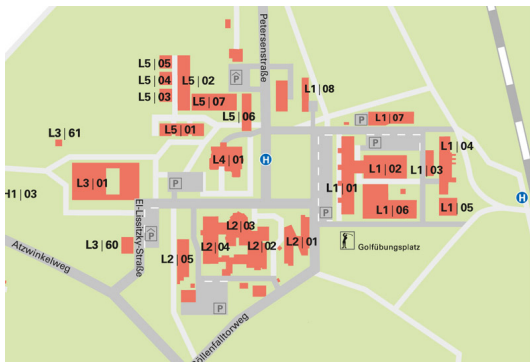 Petersenstraße
L5 | 05
L5 | 04
L5 | 02
L5 | 03
L5 | 07
L5 | 06
L5 | 01
L1 | 08
L1 | 07
L3 | 61
L4 | 01
L1 | 04
L3 | 01
H1 | 03
L1 | 01
L1 | 02
L1 | 03
L1 | 06
L1 | 05
P
P
P
P
P
P
P
P
H
H
El-Lissitzky-Straße
L3 | 60
L2 | 03
L2 | 04
L2 | 02
L2 | 01
L2 | 05
Golfübungsplatz
Atzwinkelweg
öllenfalltorweg